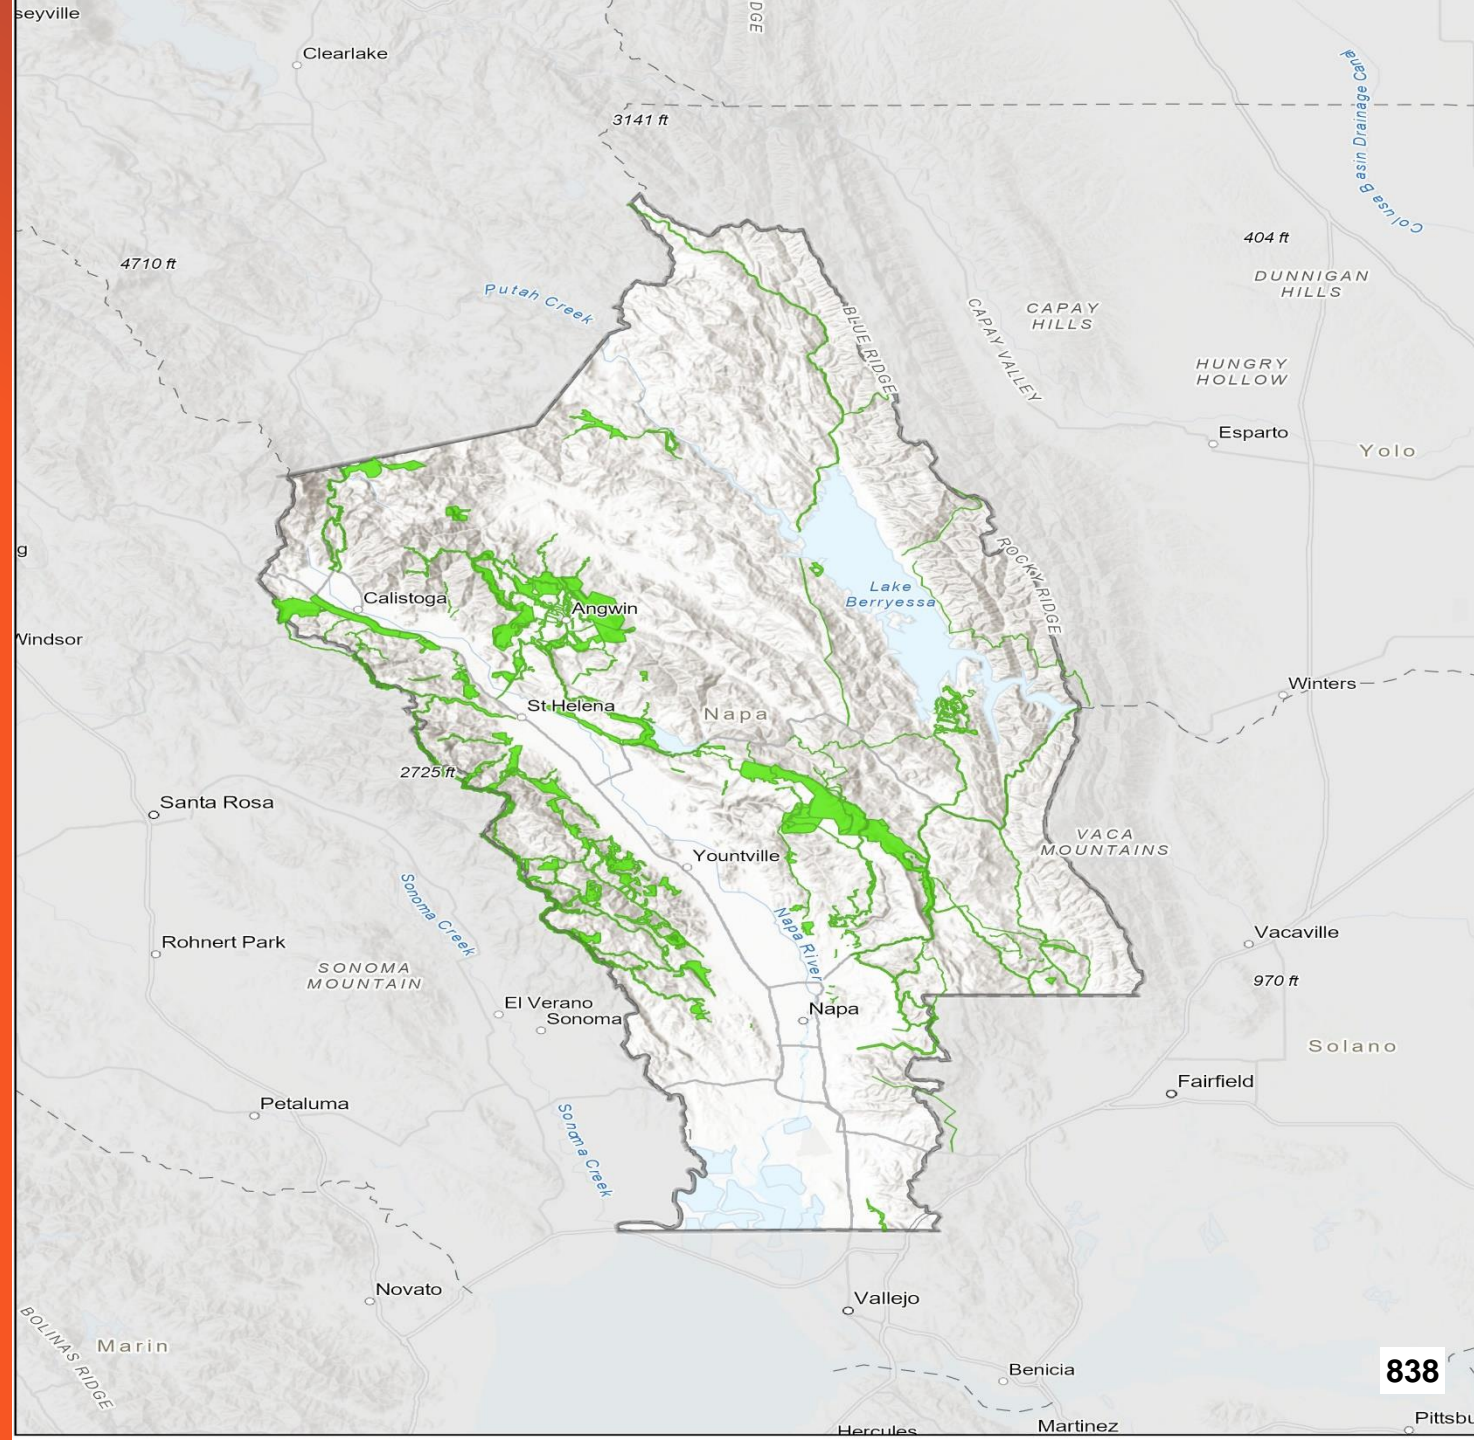 seyville
DGE
Clearlake
Colusa Basin Drainage Canal
3141 ft
404 ft
4710 ft
DUNNIGAN
HILLS
Putah Creek
CAPAY
HILLS
BLUE RIDGE
CAPAY VALLEY
HUNGRY
HOLLOW
Esparto
Yolo
g
ROCKY RIDGE
Lake
Berryessa
Calistoga
Angwin
Windsor
Winters
St Helena
Napa
2725 ft
Santa Rosa
VACA
MOUNTAINS
Yountville
Sonoma Creek
Napa River
Rohnert Park
Vacaville
SONOMA
MOUNTAIN
970 ft
El Verano
Sonoma
Napa
Solano
Fairfield
Petaluma
Sonoma Creek
Novato
Vallejo
BOLINAS RIDGE
Marin
Benicia
838
Hercules
Martinez
Pittsbu